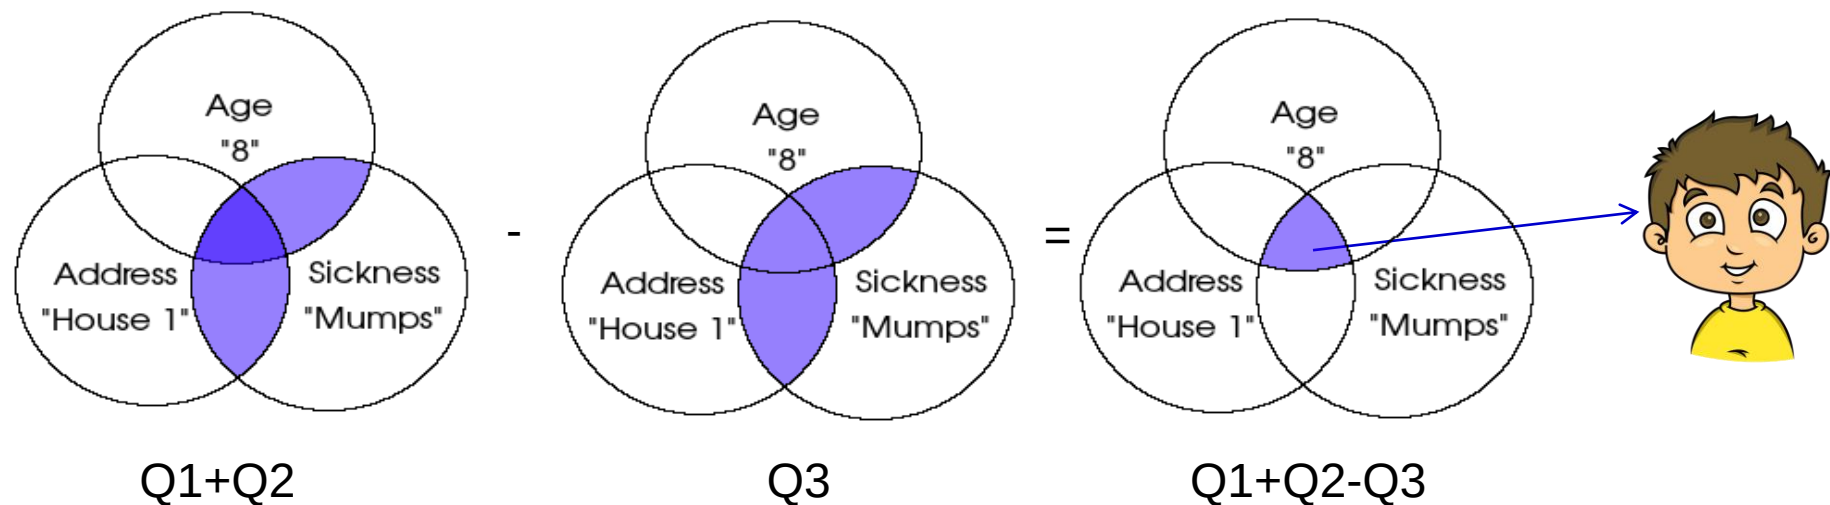 Age
"8"
Address
"House 1"
Sickness
"Mumps"
Q1+Q2
-
Age
"8"
Address
"House 1"
Sickness
"Mumps"
Q3
=
Age
"8"
Address
"House 1"
Sickness
"Mumps"
Q1+Q2-Q3